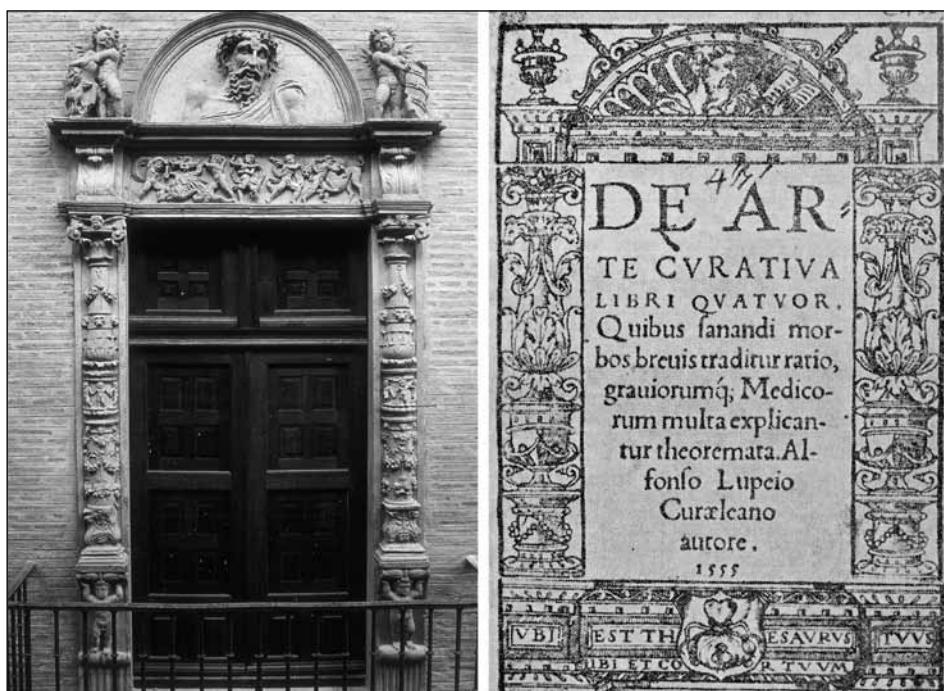 DE AR⸗
TE CVRATIVA
LIBRI QVATVOR.
Quibus ſanandi mor-
bos breuis traditur ratio,
grauiorumq́; Medico-
rum multa explican-
tur theoremata. Al-
fonſo Lupeio
Curæleano
autore.
1555
VBI EST TH ESAVRVS TVVS
IBI ET CO R TVVM